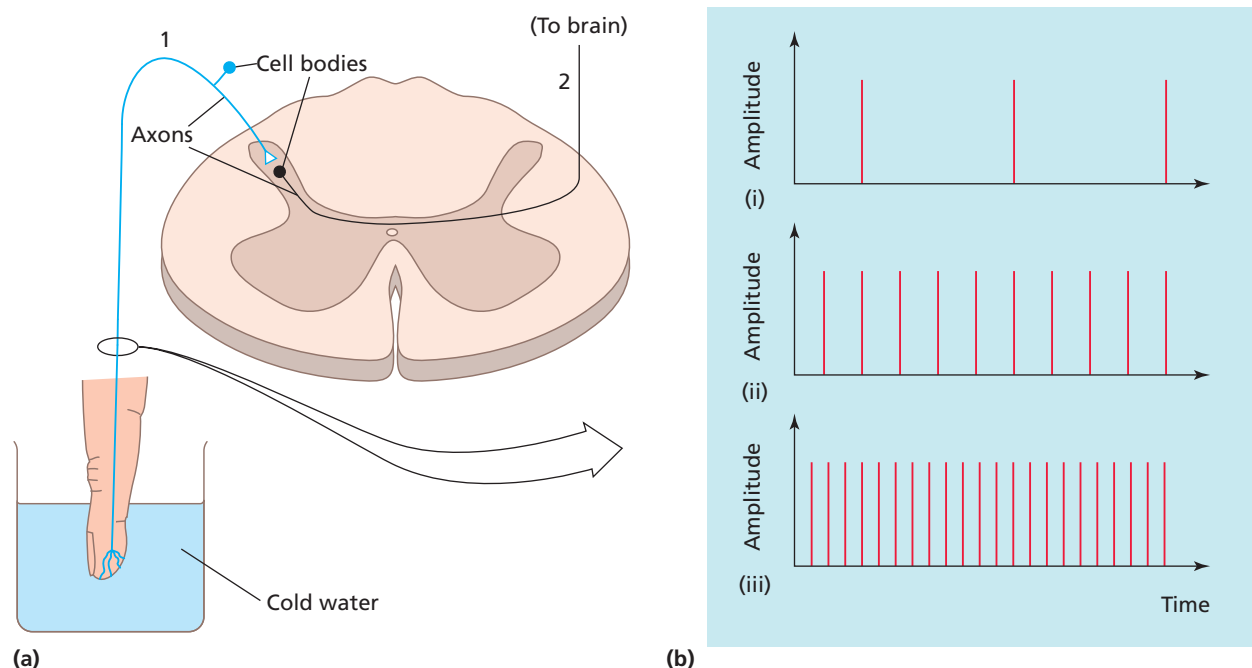 1
(To brain)
Cell bodies
2
Axons
Cold water
(a)
Amplitude
(i)
Amplitude
(ii)
Amplitude
(iii)
Time
(b)